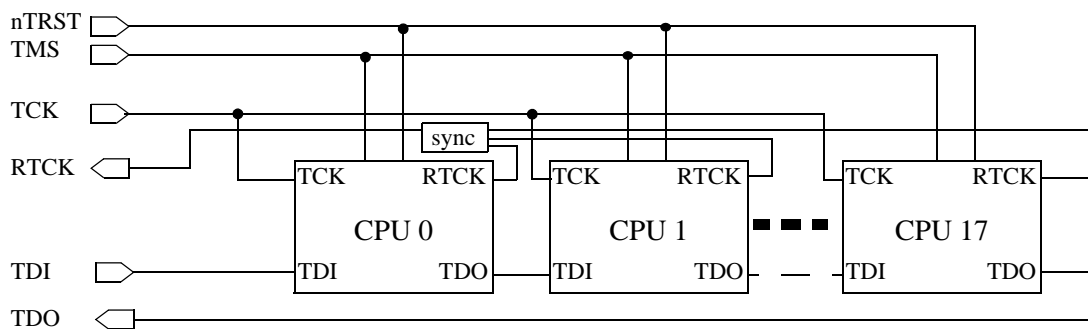 nTRST
TMS
TCK
RTCK
sync
TCK
RTCK
TCK
RTCK
TCK
RTCK
CPU 0
CPU 1
CPU 17
TDI
TDI
TDO
TDI
TDO
TDI
TDO
TDO